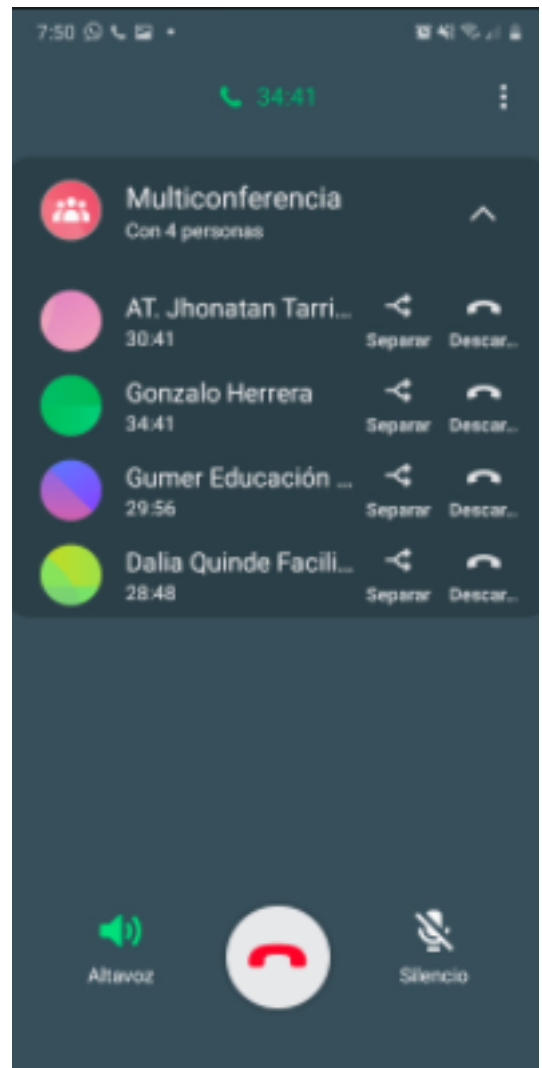 7:50
34:41
Multiconferencia
Con 4 personas
AT. Jhonatan Tarri...
30:41
Separar Descar...
Gonzalo Herrera
34:41
Separar Descar...
Gumer Educación ...
29:56
Separar Descar...
Dalia Quinde Facili...
28:48
Separar Descar...
Altavoz
Silencio